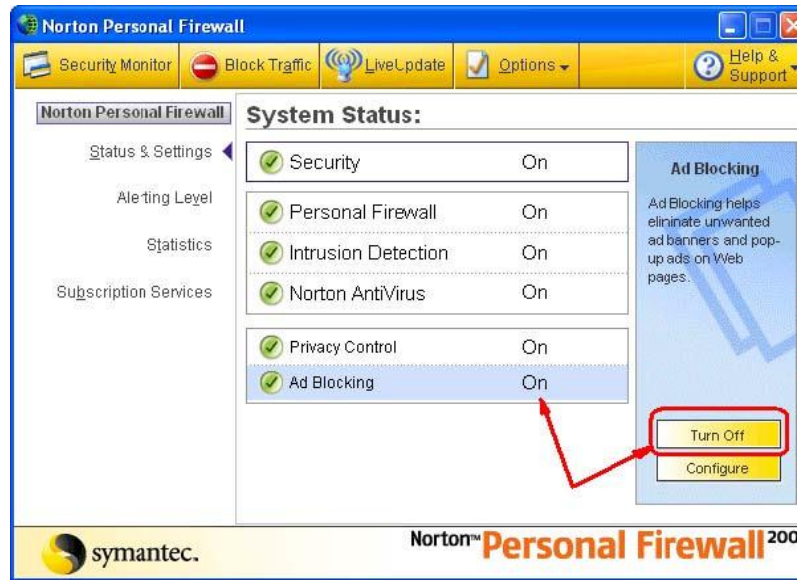 Norton Personal Firewall
Security Monitor
Block Traffic
LiveUpdate
Options
Help & Support
Norton Personal Firewall
Status & Settings
Alerting Level
Statistics
Subscription Services
System Status:
Security On
Personal Firewall On
Intrusion Detection On
Norton AntiVirus On
Privacy Control On
Ad Blocking On
Ad Blocking
Ad Blocking helps
eliminate unwanted
ad banners and pop-
up ads on Web
pages.
Turn Off
Configure
symantec.
Norton™ Personal Firewall 200